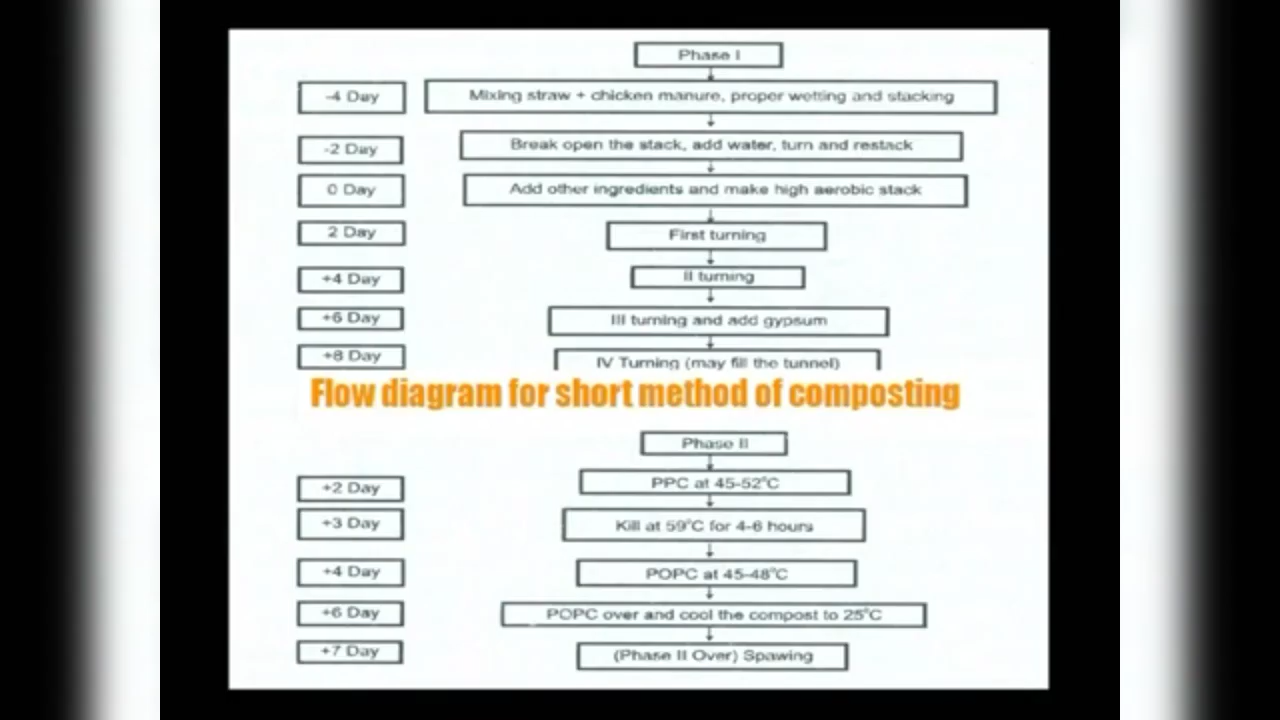 Phase I
-4 Day Mixing straw + chicken manure, proper wetting and stacking
-2 Day Break open the stack, add water, turn and restack
0 Day Add other ingredients and make high aerobic stack
2 Day First turning
+4 Day II turning
+6 Day III turning and add gypsum
+8 Day IV Turning (may fill the tunnel)
Flow diagram for short method of composting
Phase II
+2 Day PPC at 45-52°C
+3 Day Kill at 59°C for 4-6 hours
+4 Day POPC at 45-48°C
+6 Day POPC over and cool the compost to 25°C
+7 Day (Phase II Over) Spawing